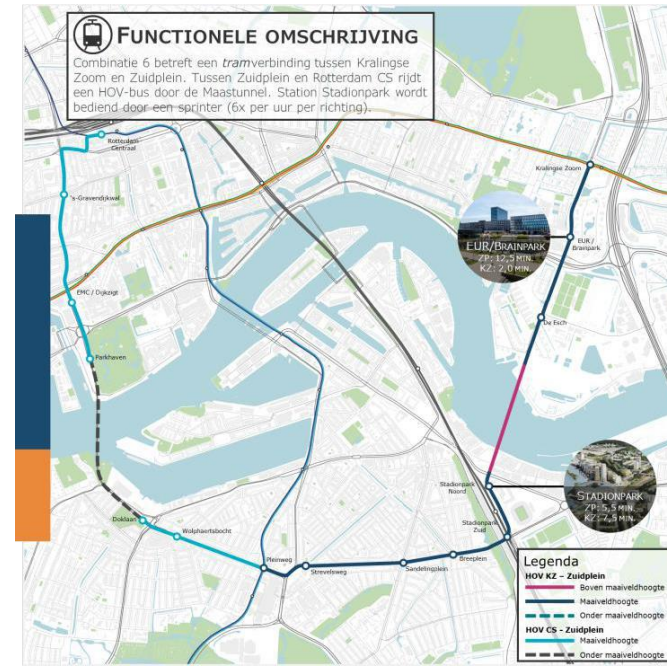 FUNCTIONELE OMSCHRIJVING
Combinatie 6 betreft een tramverbinding tussen Kralingse
Zoom en Zuidplein. Tussen Zuidplein en Rotterdam CS rijdt
een HOV-bus door de Maastunnel. Station Stadionpark wordt
bediend door een sprinter (6x per uur per richting).
Rotterdam
Centraal
Kralingse Zoom
's-Gravendijkwal
EUR/BRAINPARK
ZP: 12,5 MIN.
KZ: 2,0 MIN.
EUR /
Brainpark
EMC / Dijkzigt
De Esch
Parkhaven
Stadionpark
Noord
STADIONPARK
ZP: 5,5 MIN.
KZ: 7,5 MIN.
Doklaan
Stadionpark
Zuid
Wolphaertsbocht
Pleinweg
Strevelsweg
Sandelingplein
Breeplein
Legenda
HOV KZ – Zuidplein
Boven maaiveldhoogte
Maaiveldhoogte
Onder maaiveldhoogte
HOV CS - Zuidplein
Maaiveldhoogte
Onder maaiveldhoogte